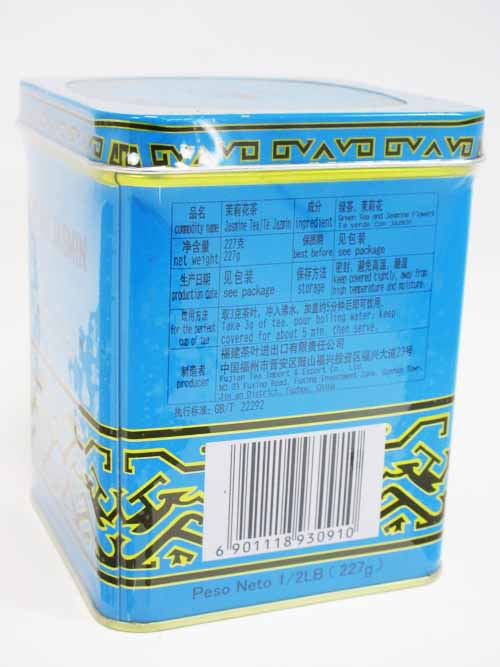 品名 茉莉花茶 成分 绿茶、茉莉花
commodity name Jasmine Tea/Té Jazmín ingredient Green Tea and Jasmine Flowers
Té verde con Jazmín
净含量 227克 保质期 见包装
net weight 227g best before see package
生产日期 见包装 保存方法 密封，避免高温，潮湿
production date see package storage Keep covered tightly, away from
high temperature and moisture.
饮用方法 取3克茶叶，冲入沸水，加盖约5分钟后即可饮用。
for the perfect Take 3g of tea, pour boiling water, keep
cup of tea covered for about 5 min, then serve.
制造者 福建茶叶进出口有限责任公司
producer 中国福州市晋安区鼓山福兴投资区福兴大道23号
Fujian Tea Import & Export Co., Ltd.
Fuxing Road, Fuxing Investment Zone, Gushan Town,
Jin'an District, Fuzhou, China
执行标准：GB/T 22292
6 901118 930910
Peso Neto 1/2LB (227g)